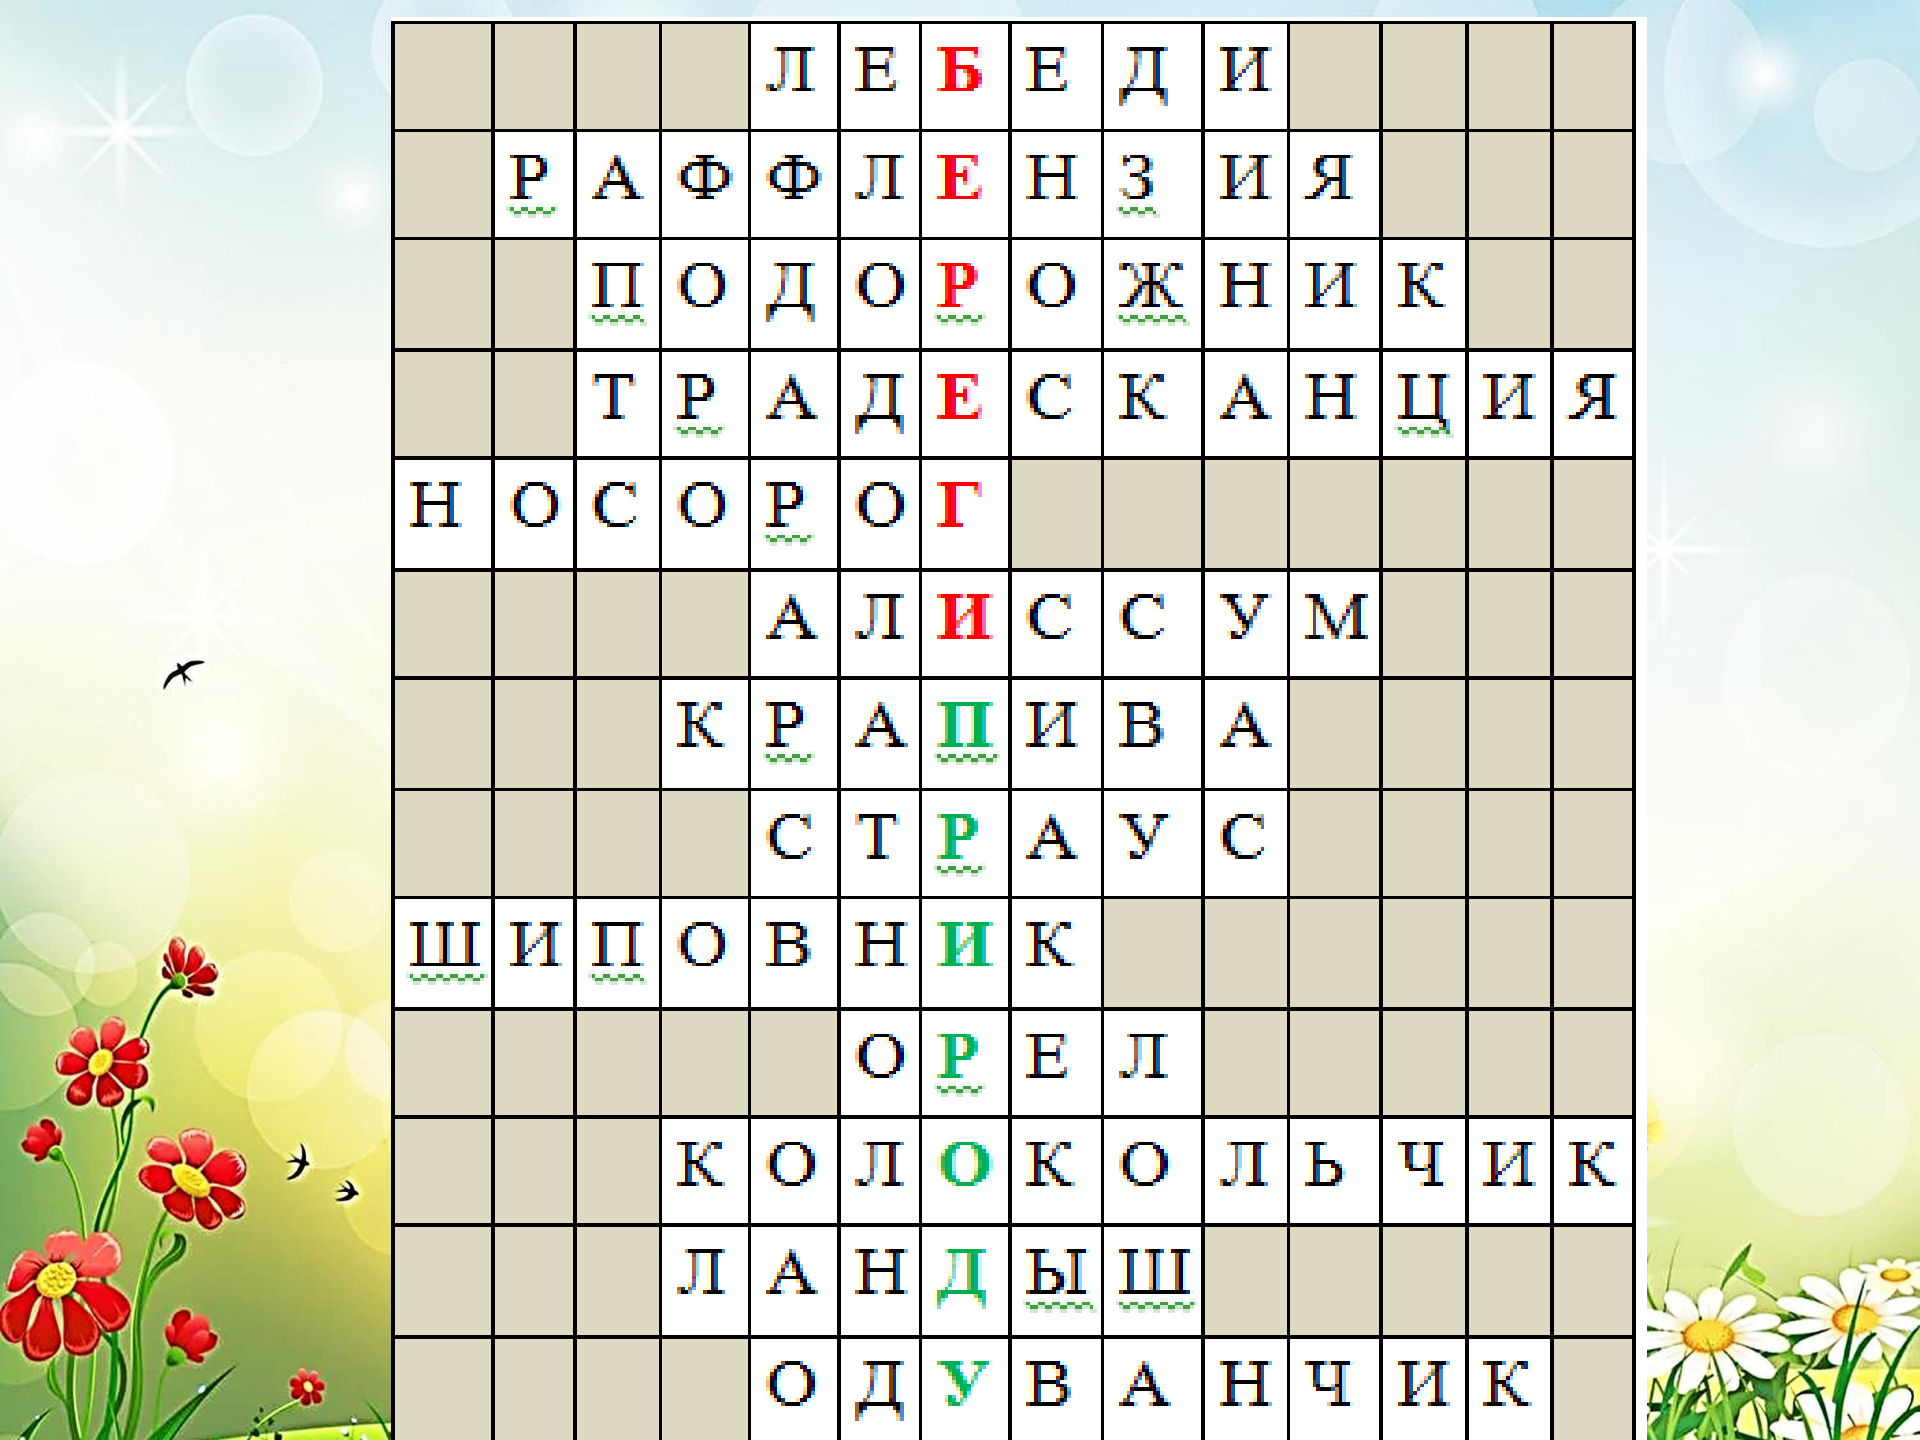 ЛЕБЕДИ
РАФФЛЕНЗИЯ
ПОДОРОЖНИК
ТРАДЕСКАНЦИЯ
НОСОРОГ
АЛИССУМ
КРАПИВА
СТРАУС
ШИПОВНИК
ОРЕЛ
КОЛОКОЛЬЧИК
ЛАНДЫШ
ОДУВАНЧИК